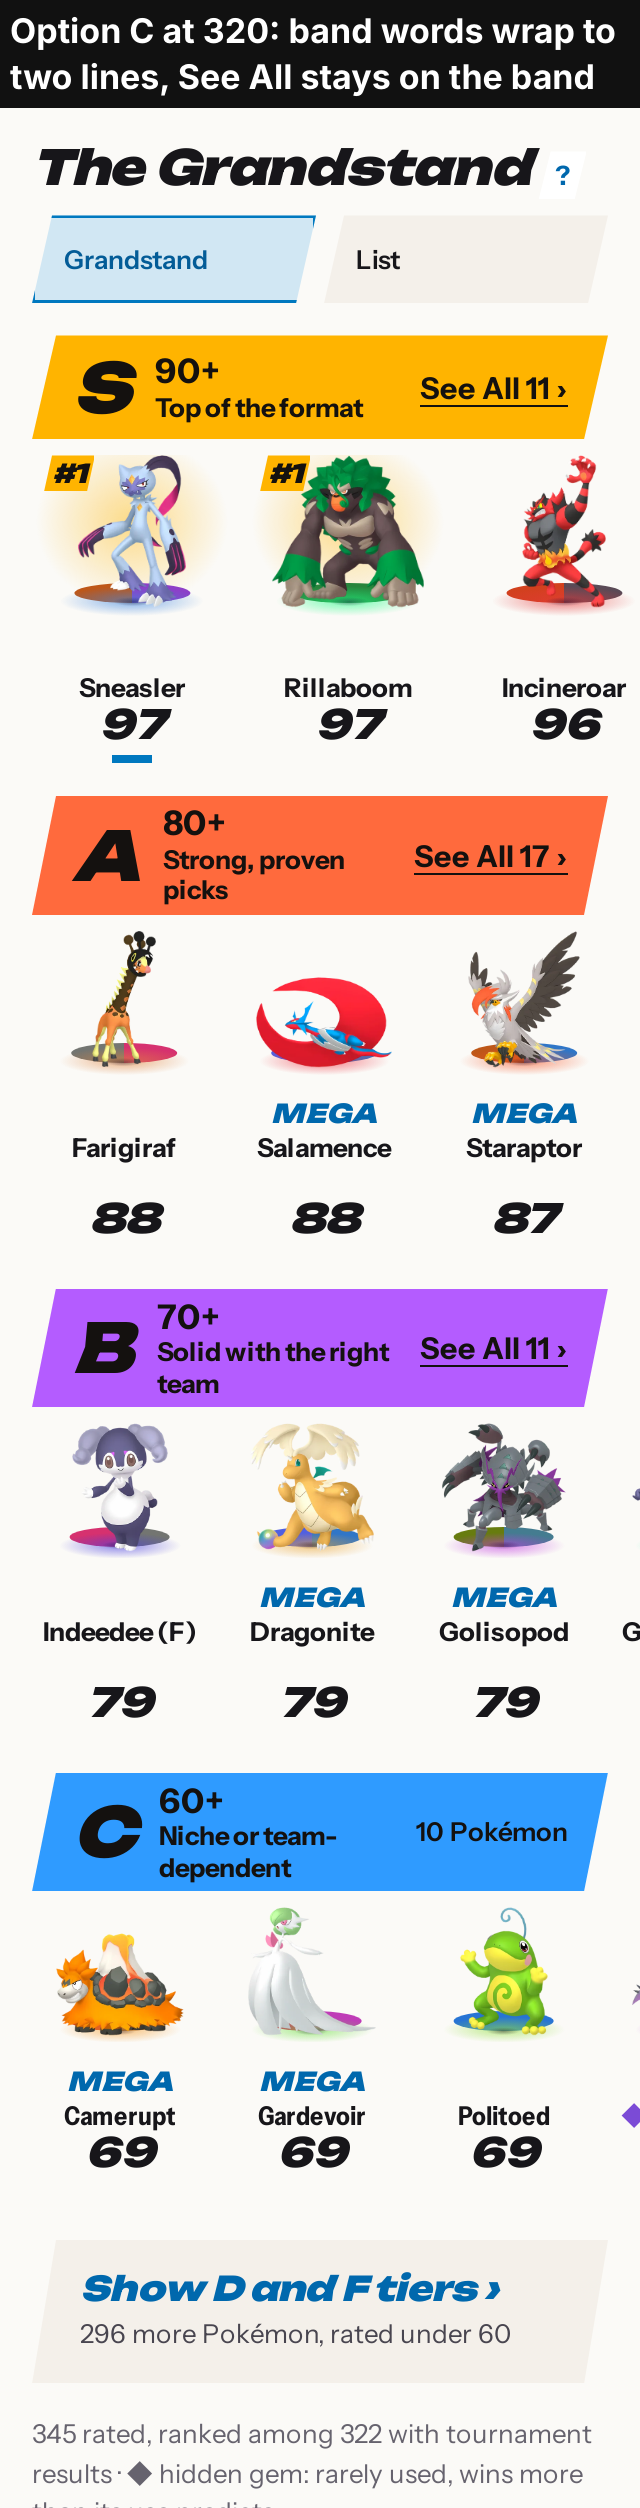 Option C at 320: band words wrap to
two lines, See All stays on the band
The Grandstand ?
Grandstand
List
S
90+
Top of the format
See All 11 ›
#1
#1
Sneasler
Rillaboom
Incineroar
97
97
96
A
80+
Strong, proven
picks
See All 17 ›
MEGA
MEGA
Farigiraf
Salamence
Staraptor
88
88
87
B
70+
Solid with the right
team
See All 11 ›
MEGA
MEGA
Indeedee (F)
Dragonite
Golisopod
G
79
79
79
C
60+
Niche or team-
dependent
10 Pokémon
MEGA
MEGA
Camerupt
Gardevoir
Politoed
69
69
69
Show D and F tiers ›
296 more Pokémon, rated under 60
345 rated, ranked among 322 with tournament
results · ◆ hidden gem: rarely used, wins more